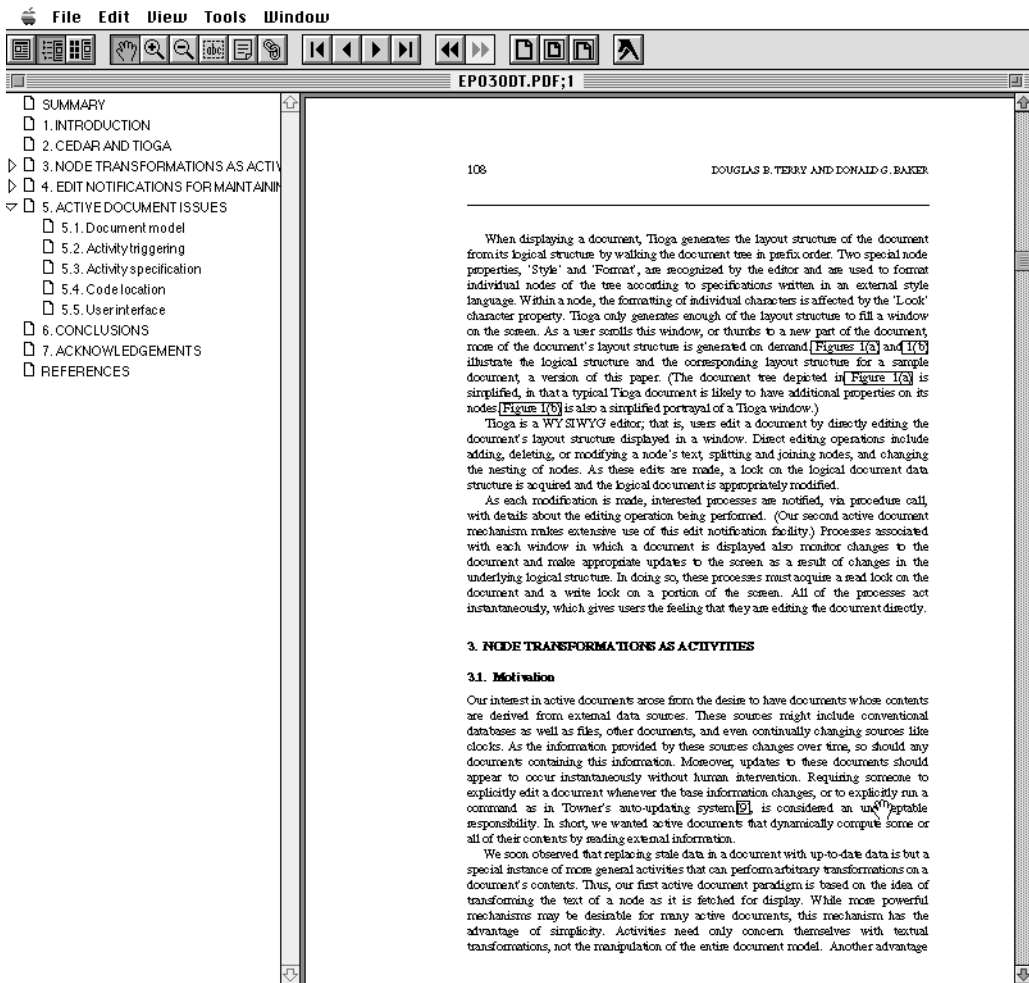 File Edit View Tools Window
abc
EP030DT.PDF;1
SUMMARY
1. INTRODUCTION
2. CEDAR AND TIOGA
3. NODE TRANSFORMATIONS AS ACTIV
4. EDIT NOTIFICATIONS FOR MAINTAININ
5. ACTIVE DOCUMENT ISSUES
5.1. Document model
5.2. Activity triggering
5.3. Activity specification
5.4. Code location
5.5. User interface
6. CONCLUSIONS
7. ACKNOWLEDGEMENTS
REFERENCES
108 DOUGLAS B. TERRY AND DONALD G. BAKER
When displaying a document, Tioga generates the layout structure of the document
from its logical structure by walking the document tree in prefix order. Two special node
properties, 'Style' and 'Format', are recognized by the editor and are used to format
individual nodes of the tree according to specifications written in an external style
language. Within a node, the formatting of individual characters is affected by the 'Look'
character property. Tioga only generates enough of the layout structure to fill a window
on the screen. As a user scrolls this window, or thumbs to a new part of the document,
more of the document's layout structure is generated on demand. Figures 1(a) and 1(b)
illustrate the logical structure and the corresponding layout structure for a sample
document, a version of this paper. (The document tree depicted in Figure 1(a) is
simplified, in that a typical Tioga document is likely to have additional properties on its
nodes. Figure 1(b) is also a simplified portrayal of a Tioga window.)
Tioga is a WYSIWYG editor; that is, users edit a document by directly editing the
document's layout structure displayed in a window. Direct editing operations include
adding, deleting, or modifying a node's text, splitting and joining nodes, and changing
the nesting of nodes. As these edits are made, a lock on the logical document data
structure is acquired and the logical document is appropriately modified.
As each modification is made, interested processes are notified, via procedure call,
with details about the editing operation being performed. (Our second active document
mechanism makes extensive use of this edit notification facility.) Processes associated
with each window in which a document is displayed also monitor changes to the
document and make appropriate updates to the screen as a result of changes in the
underlying logical structure. In doing so, these processes must acquire a read lock on the
document and a write lock on a portion of the screen. All of the processes act
instantaneously, which gives users the feeling that they are editing the document directly.
3. NODE TRANSFORMATIONS AS ACTIVITIES
3.1. Motivation
Our interest in active documents arose from the desire to have documents whose contents
are derived from external data sources. These sources might include conventional
databases as well as files, other documents, and even continually changing sources like
clocks. As the information provided by these sources changes over time, so should any
documents containing this information. Moreover, updates to these documents should
appear to occur instantaneously without human intervention. Requiring someone to
explicitly edit a document whenever the base information changes, or to explicitly run a
command as in Towner's auto-updating system[9], is considered an
responsibility. In short, we wanted active documents that dynamically compute some or
all of their contents by reading external information.
We soon observed that replacing stale data in a document with up-to-date data is but a
special instance of more general activities that can perform arbitrary transformations on a
document's contents. Thus, our first active document paradigm is based on the idea of
transforming the text of a node as it is fetched for display. While more powerful
mechanisms may be desirable for many active documents, this mechanism has the
advantage of simplicity. Activities need only concern themselves with textual
transformations, not the manipulation of the entire document model. Another advantage